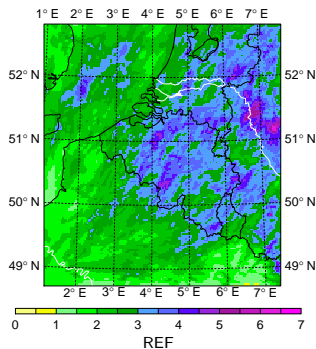 1° E 2° E 3° E 4° E 5° E 6° E 7° E
52° N 52° N
51° N 51° N
50° N 50° N
49° N 49° N
2° E 3° E 4° E 5° E 6° E 7° E
0 1 2 3 4 5 6 7
REF